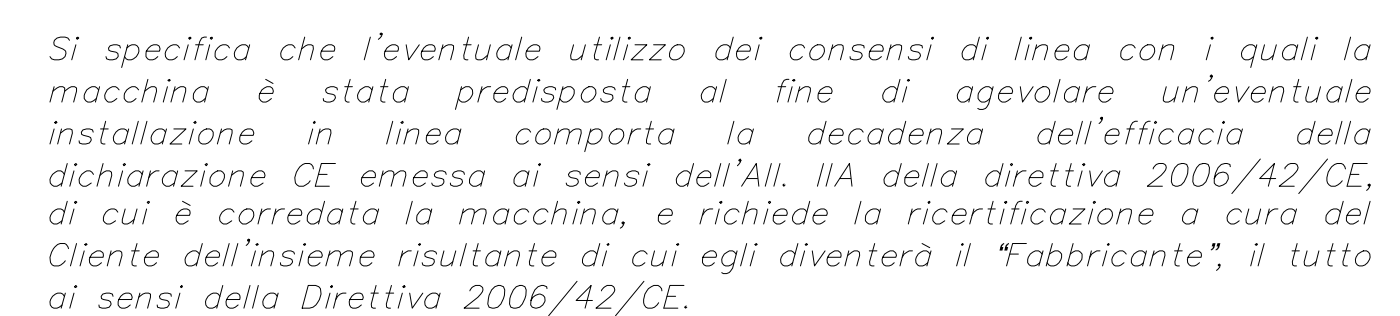 Si specifica che l’eventuale utilizzo dei consensi di linea con i quali la
macchina è stata predisposta al fine di agevolare un’eventuale
installazione in linea comporta la decadenza dell’efficacia della
dichiarazione CE emessa ai sensi dell’All. IIA della direttiva 2006/42/CE,
di cui è corredata la macchina, e richiede la ricertificazione a cura del
Cliente dell’insieme risultante di cui egli diventerà il “Fabbricante”, il tutto
ai sensi della Direttiva 2006/42/CE.